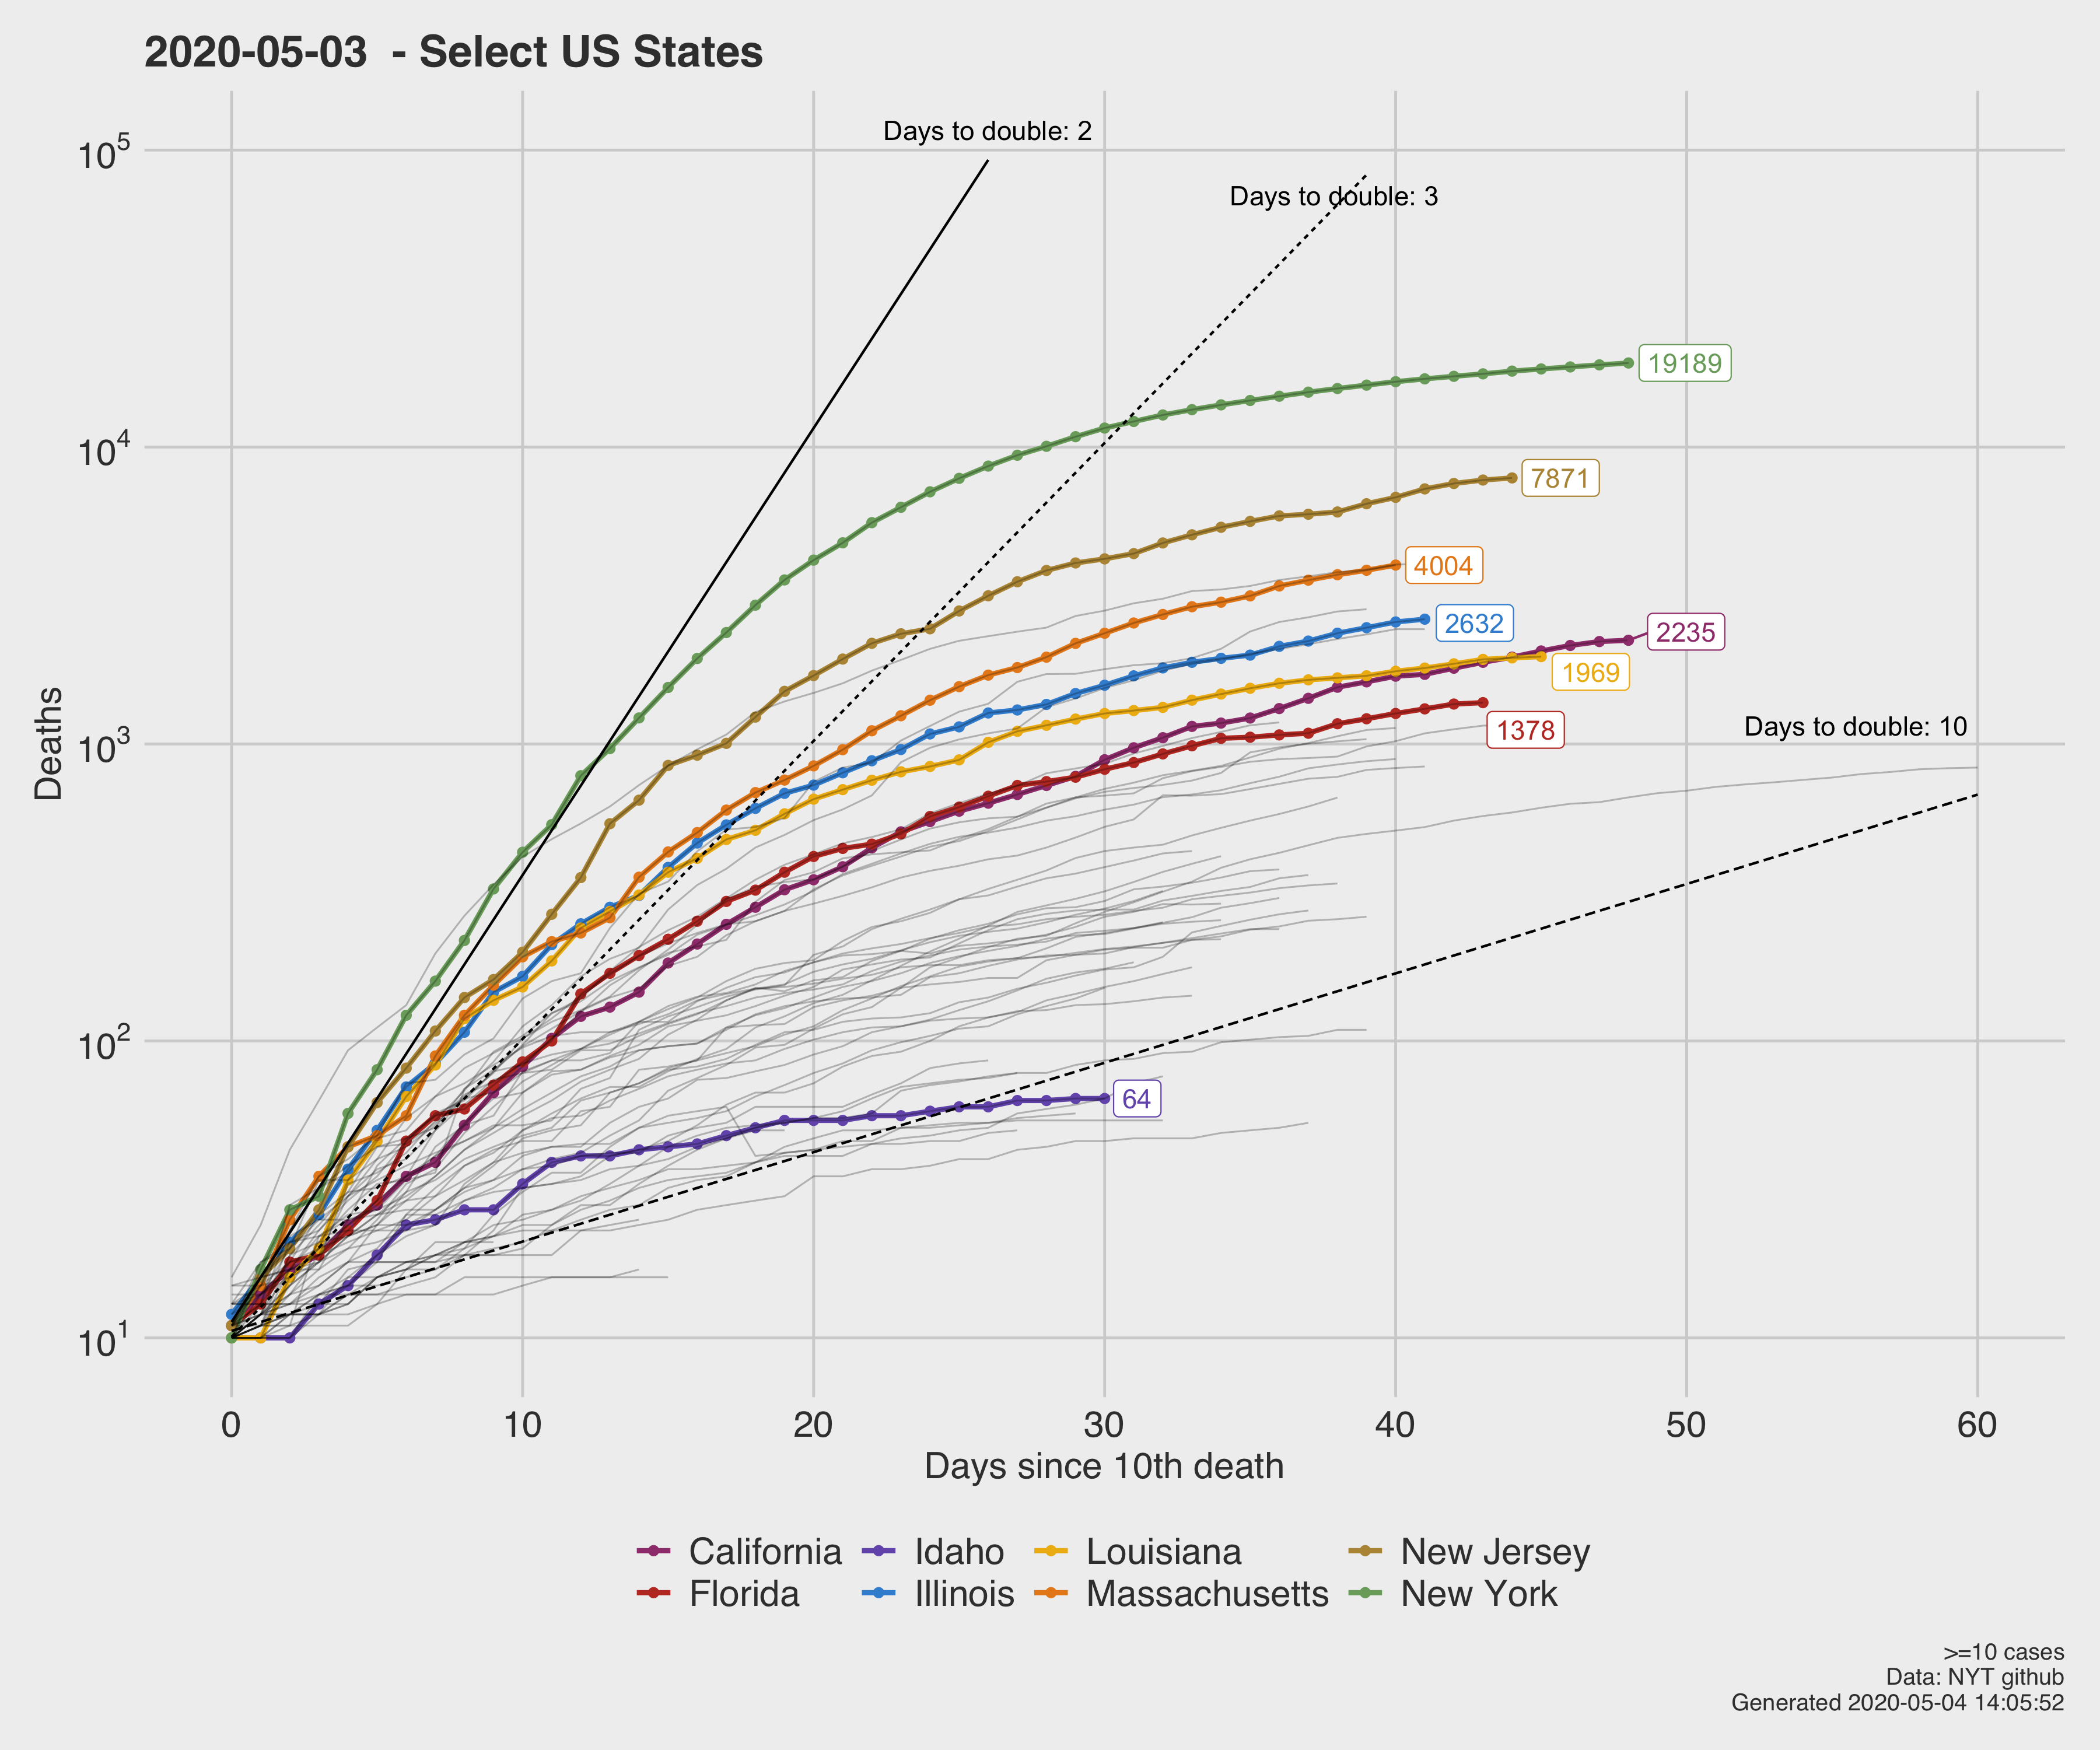 2020-05-03  - Select US States
Deaths
10^5
10^4
10^3
10^2
10^1
Days to double: 2
Days to double: 3
Days to double: 10
19189
7871
4004
2632
2235
1969
1378
64
0 10 20 30 40 50 60
Days since 10th death
California Idaho Louisiana New Jersey
Florida Illinois Massachusetts New York
>=10 cases
Data: NYT github
Generated 2020-05-04 14:05:52